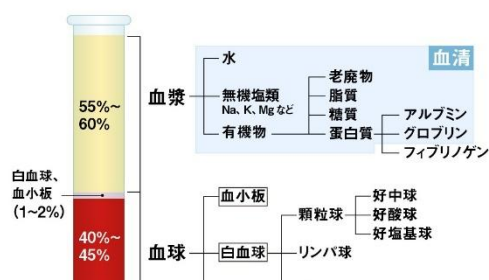 血清
水
老廃物
脂質
血漿
無機塩類
Na、K、Mg など
糖質
アルブミン
有機物
蛋白質
グロブリン
フィブリノゲン
55%~
60%
白血球、
血小板
(1~2%)
血小板
好中球
顆粒球
好酸球
好塩基球
40%~
45%
血球
白血球
リンパ球